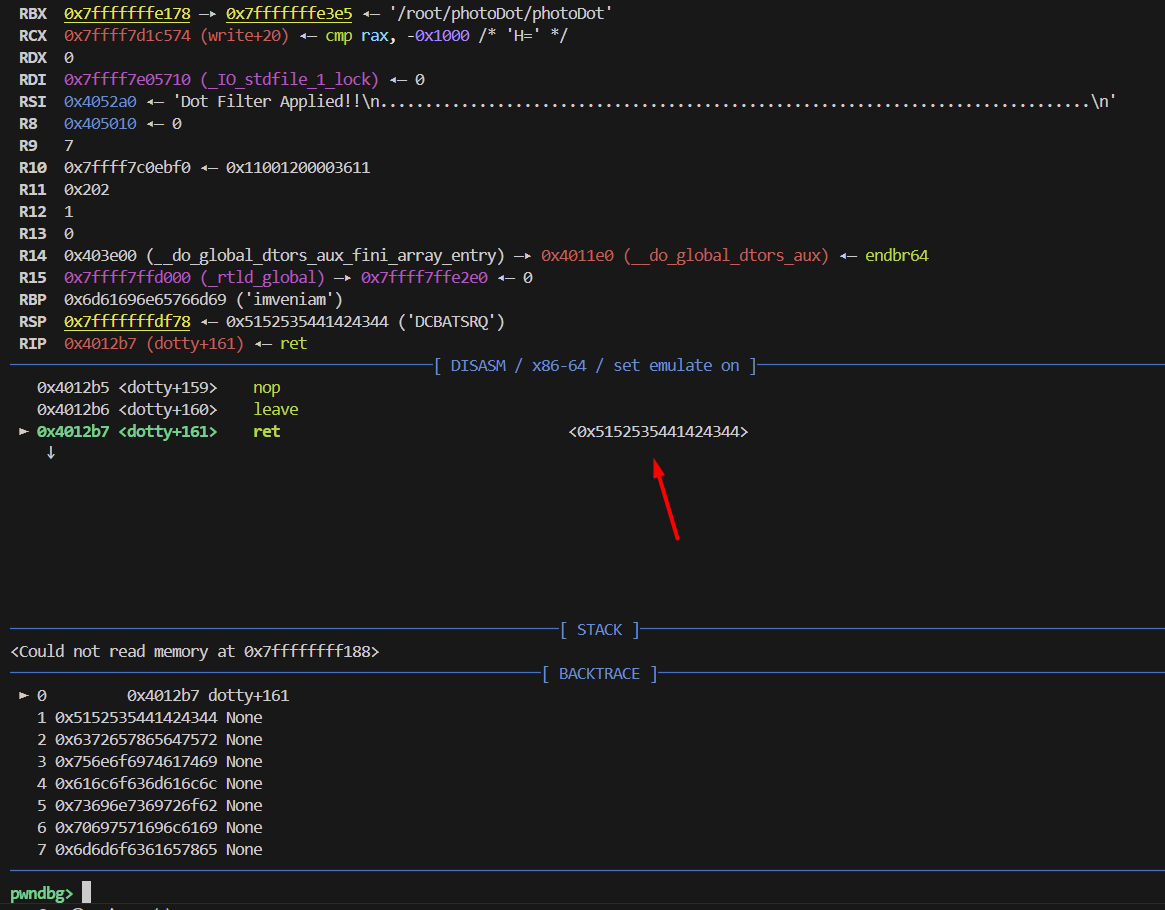 RBX 0x7fffffffe178 —▸ 0x7fffffffe3e5 ◂— '/root/photoDot/photoDot'
RCX 0x7ffff7d1c574 (write+20) ◂— cmp rax, -0x1000 /* 'H=' */
RDX 0
RDI 0x7ffff7e05710 (_IO_stdfile_1_lock) ◂— 0
RSI 0x4052a0 ◂— 'Dot Filter Applied!!\n...............................................................................\n'
R8 0x405010 ◂— 0
R9 7
R10 0x7ffff7c0ebf0 ◂— 0x11001200003611
R11 0x202
R12 1
R13 0
R14 0x403e00 (__do_global_dtors_aux_fini_array_entry) —▸ 0x4011e0 (__do_global_dtors_aux) ◂— endbr64
R15 0x7ffff7ffd000 (_rtld_global) —▸ 0x7ffff7ffe2e0 ◂— 0
RBP 0x6d61696e65766d69 ('imveniam')
RSP 0x7fffffffdf78 ◂— 0x5152535441424344 ('DCBATSRQ')
RIP 0x4012b7 (dotty+161) ◂— ret
[ DISASM / x86-64 / set emulate on ]
0x4012b5 <dotty+159> nop
0x4012b6 <dotty+160> leave
► 0x4012b7 <dotty+161> ret <0x5152535441424344>
↓
[ STACK ]
<Could not read memory at 0x7ffffffff188>
[ BACKTRACE ]
► 0 0x4012b7 dotty+161
1 0x5152535441424344 None
2 0x6372657865647572 None
3 0x756e6f6974617469 None
4 0x616c6f636d616c6c None
5 0x73696e7369726f62 None
6 0x70697571696c6169 None
7 0x6d6d6f6361657865 None
pwndbg>